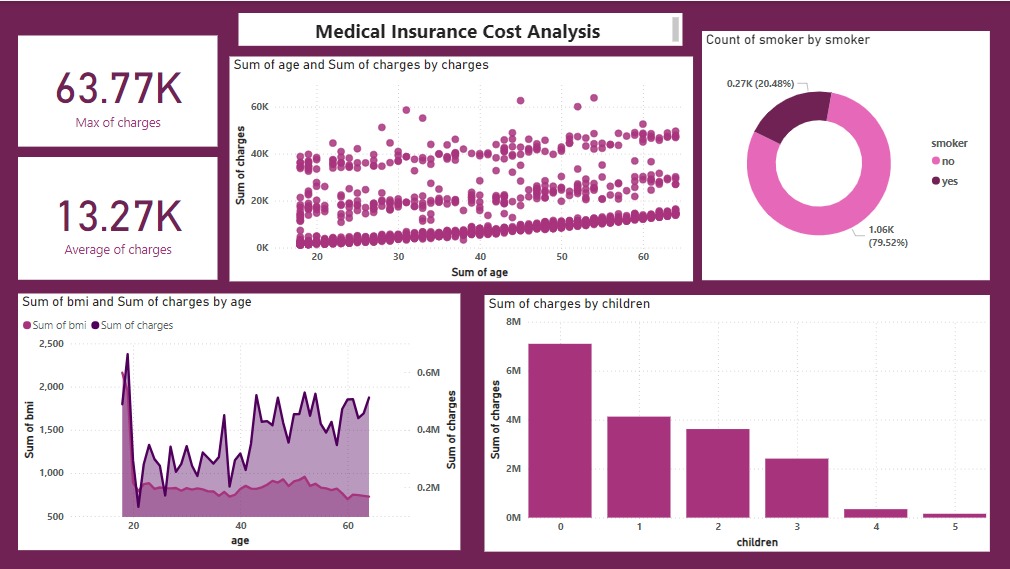 Medical Insurance Cost Analysis
63.77K
Max of charges
13.27K
Average of charges
Sum of age and Sum of charges by charges
Sum of charges
60K
40K
20K
0K
20 30 40 50 60
Sum of age
Count of smoker by smoker
0.27K (20.48%)
1.06K
(79.52%)
smoker
no
yes
Sum of bmi and Sum of charges by age
Sum of bmi Sum of charges
Sum of bmi
2,500
2,000
1,500
1,000
500
0.6M
0.4M
0.2M
Sum of charges
20 40 60
age
Sum of charges by children
Sum of charges
8M
6M
4M
2M
0M
0 1 2 3 4 5
children